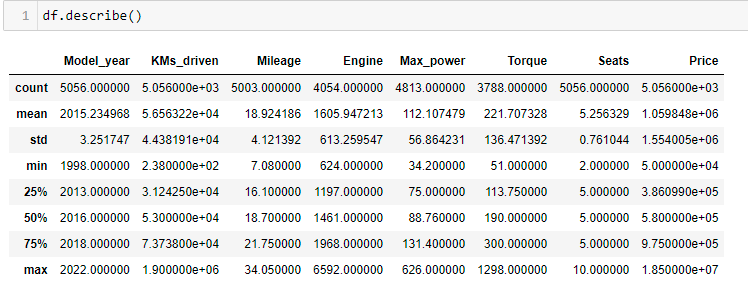 1 df.describe()
Model_year KMs_driven Mileage Engine Max_power Torque Seats Price
count 5056.000000 5.056000e+03 5003.000000 4054.000000 4813.000000 3788.000000 5056.000000 5.056000e+03
mean 2015.234968 5.656322e+04 18.924186 1605.947213 112.107479 221.707328 5.256329 1.059848e+06
std 3.251747 4.438191e+04 4.121392 613.259547 56.864231 136.471392 0.761044 1.554005e+06
min 1998.000000 2.380000e+02 7.080000 624.000000 34.200000 51.000000 2.000000 5.000000e+04
25% 2013.000000 3.124250e+04 16.100000 1197.000000 75.000000 113.750000 5.000000 3.860990e+05
50% 2016.000000 5.300000e+04 18.700000 1461.000000 88.760000 190.000000 5.000000 5.800000e+05
75% 2018.000000 7.373800e+04 21.750000 1968.000000 131.400000 300.000000 5.000000 9.750000e+05
max 2022.000000 1.900000e+06 34.050000 6592.000000 626.000000 1298.000000 10.000000 1.850000e+07